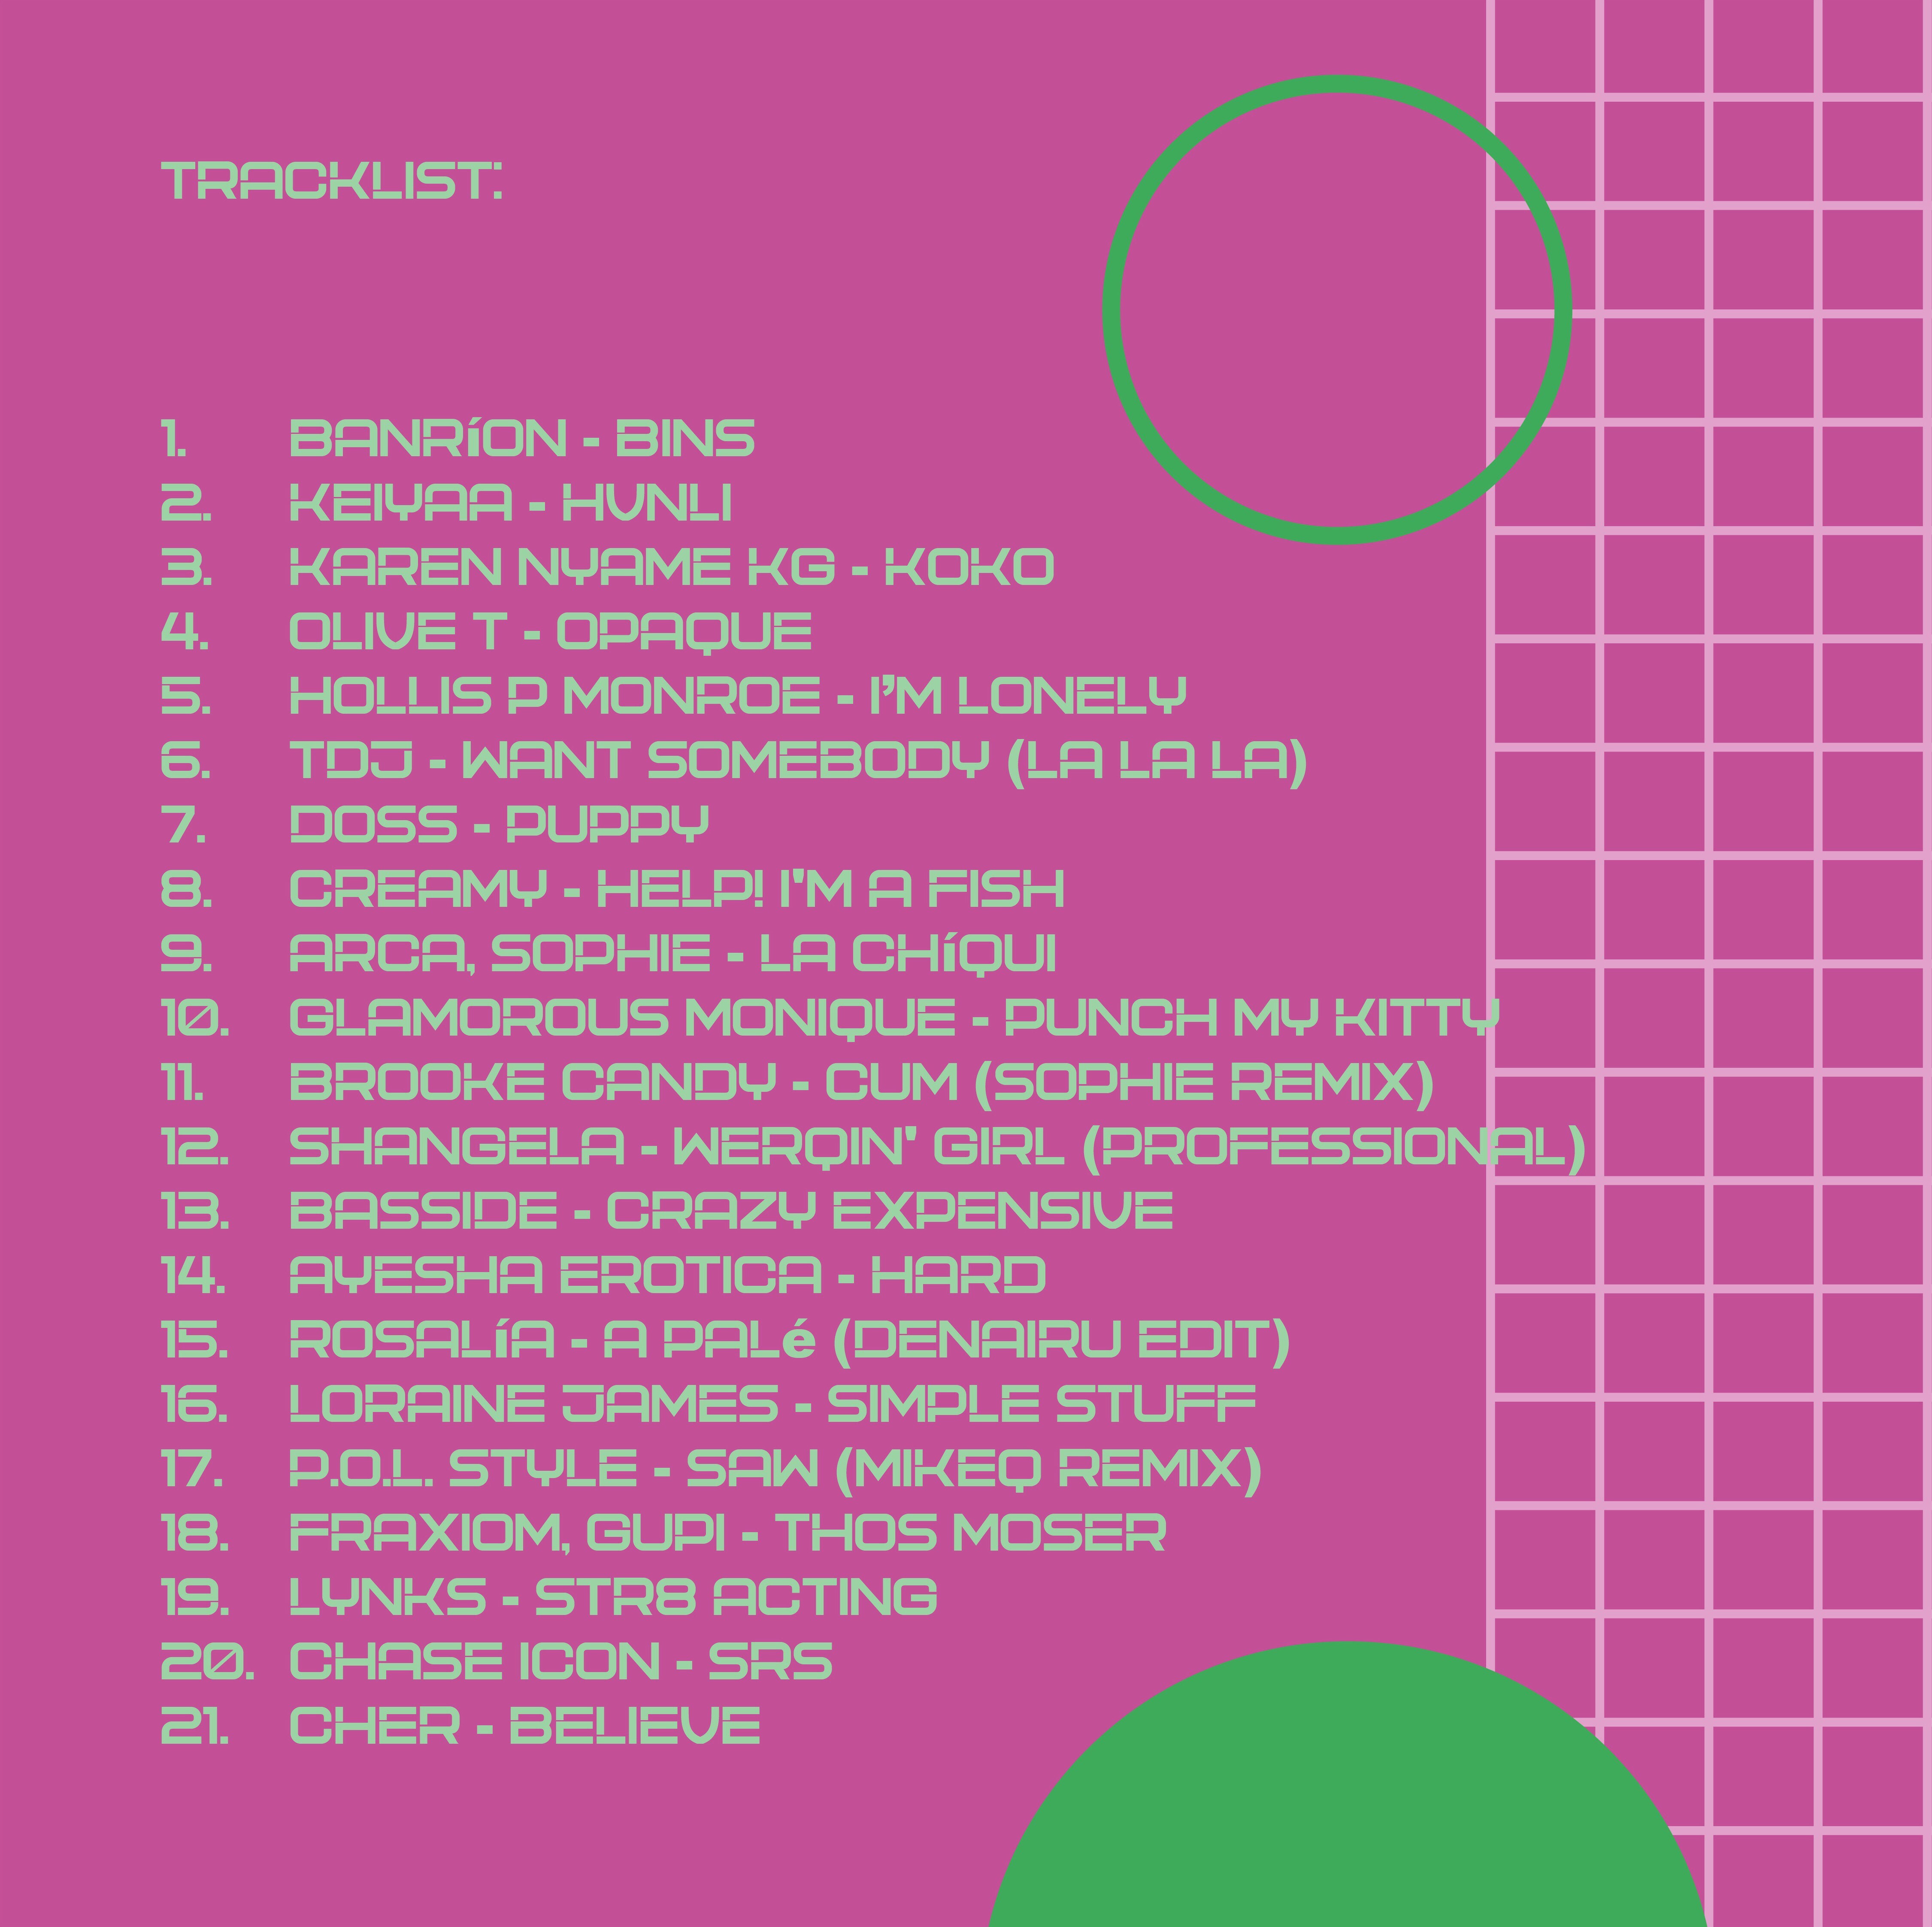 TRACKLIST:
1. BANRíON - BINS
2. KEIYAA - HVNLI
3. KAREN NYAME KG - KOKO
4. OLIVE T - OPAQUE
5. HOLLIS P MONROE - I'M LONELY
6. TDJ - WANT SOMEBODY (LA LA LA)
7. DOSS - PUPPY
8. CREAMY - HELP! I'M A FISH
9. ARCA, SOPHIE - LA CHíQUI
10. GLAMOROUS MONIQUE - PUNCH MY KITTY
11. BROOKE CANDY - CUM (SOPHIE REMIX)
12. SHANGELA - WERQIN' GIRL (PROFESSIONAL)
13. BASSIDE - CRAZY EXPENSIVE
14. AYESHA EROTICA - HARD
15. ROSALíA - A PALé (DENAIRU EDIT)
16. LORAINE JAMES - SIMPLE STUFF
17. P.O.L. STYLE - SAW (MIKEQ REMIX)
18. FRAXIOM, GUPI - THOS MOSER
19. LYNKS - STR8 ACTING
20. CHASE ICON - SRS
21. CHER - BELIEVE